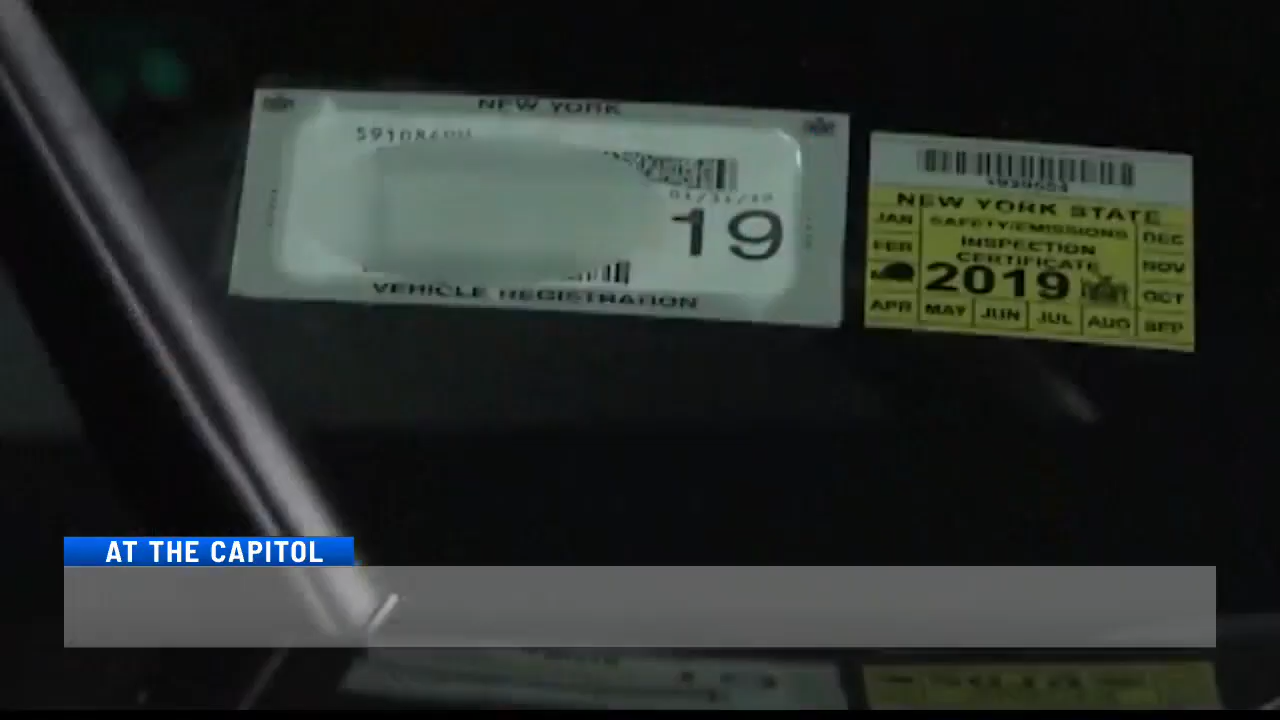 NEW YORK
19
VEHICLE REGISTRATION
NEW YORK STATE
SAFETY/EMISSIONS
INSPECTION
CERTIFICATE
2019
JAN
FEB
APR
MAY
JUN
JUL
AUG
SEP
OCT
NOV
DEC
AT THE CAPITOL